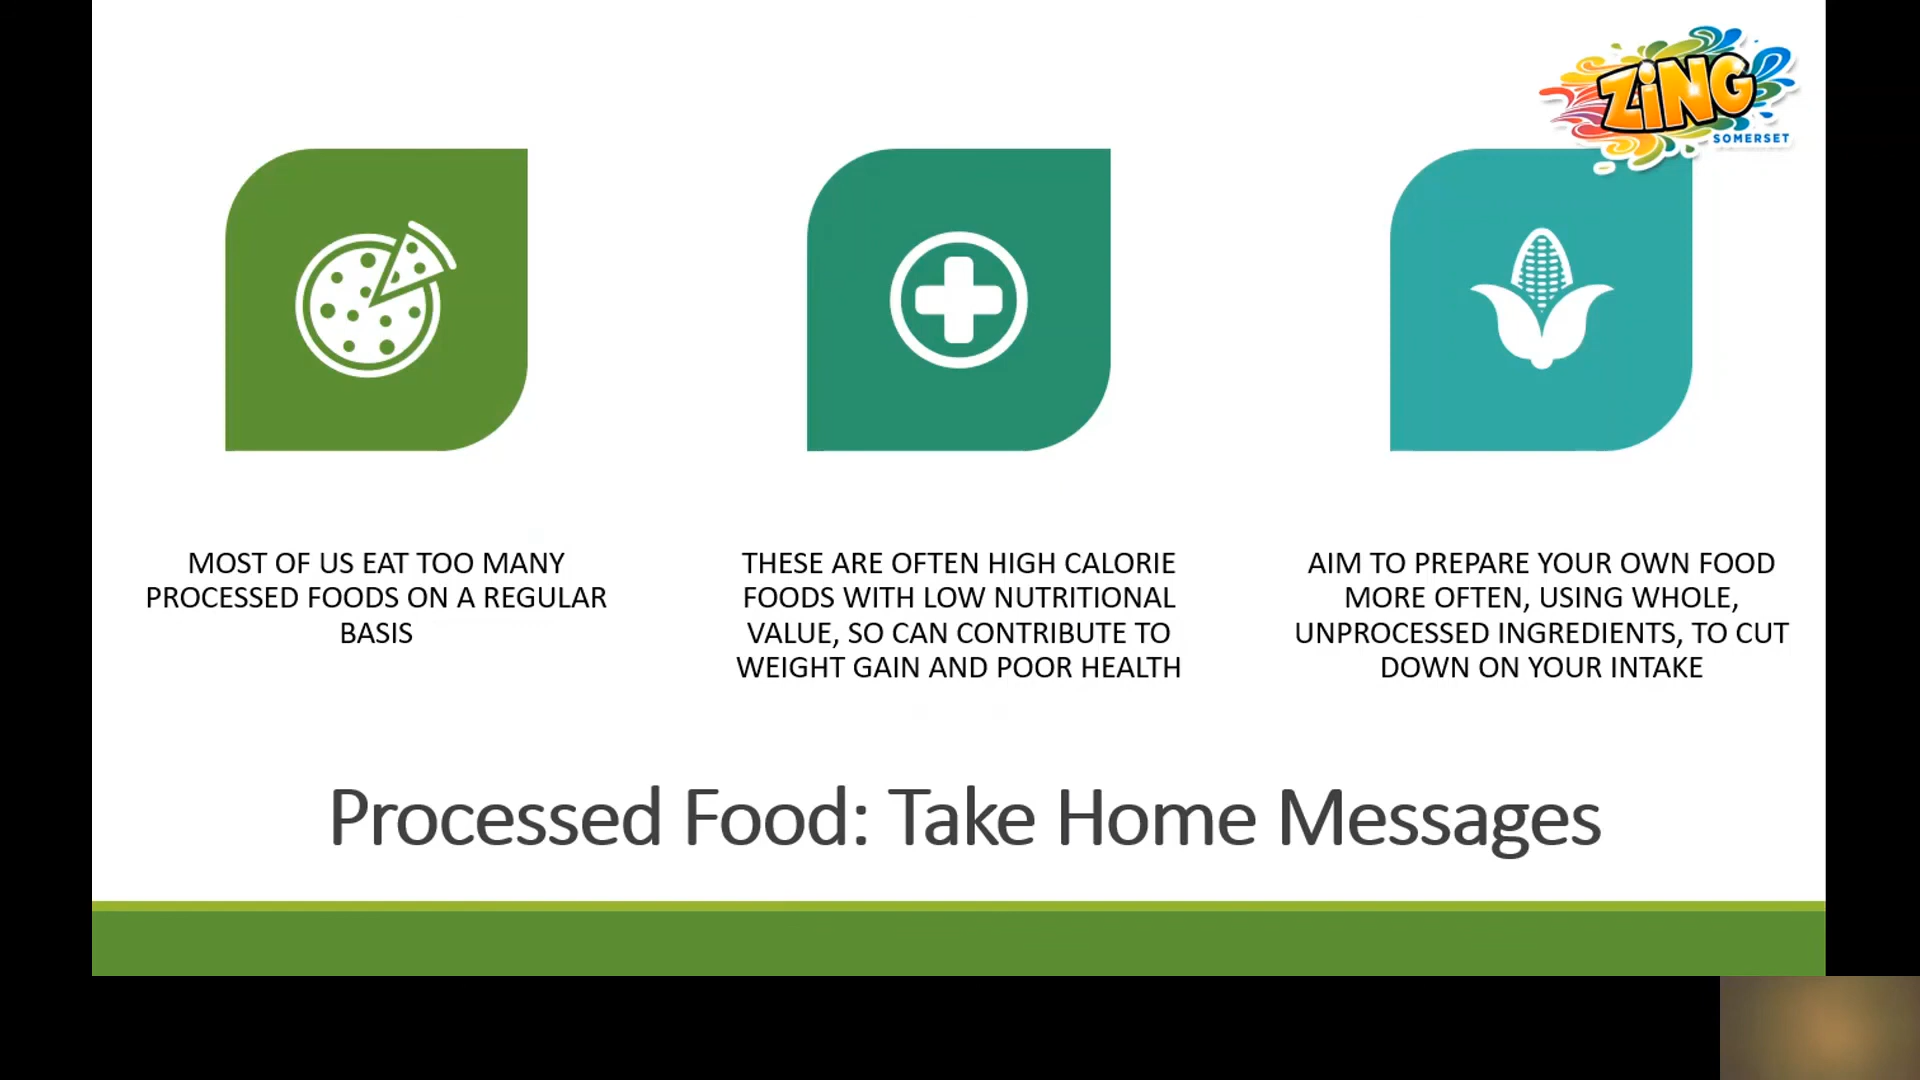 ZiNG
SOMERSET
MOST OF US EAT TOO MANY
PROCESSED FOODS ON A REGULAR
BASIS
THESE ARE OFTEN HIGH CALORIE
FOODS WITH LOW NUTRITIONAL
VALUE, SO CAN CONTRIBUTE TO
WEIGHT GAIN AND POOR HEALTH
AIM TO PREPARE YOUR OWN FOOD
MORE OFTEN, USING WHOLE,
UNPROCESSED INGREDIENTS, TO CUT
DOWN ON YOUR INTAKE
Processed Food: Take Home Messages